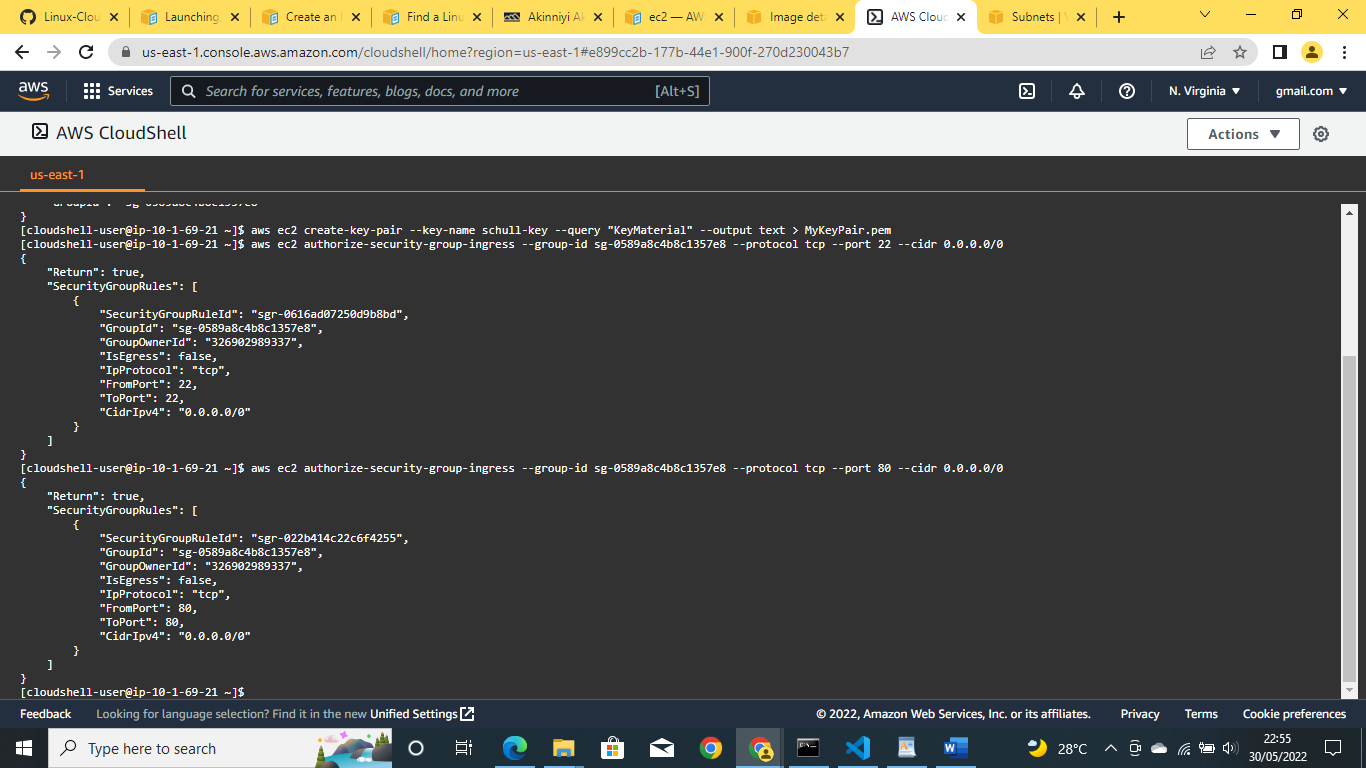 Linux-Clou
Launching
Create an
Find a Linu
Akinniyi Ak
ec2 — AW
Image deta
AWS Cloud
Subnets | V
us-east-1.console.aws.amazon.com/cloudshell/home?region=us-east-1#e899cc2b-177b-44e1-900f-270d230043b7
aws
Services
Search for services, features, blogs, docs, and more
[Alt+S]
N. Virginia
gmail.com
AWS CloudShell
Actions
us-east-1
}
[cloudshell-user@ip-10-1-69-21 ~]$ aws ec2 create-key-pair --key-name schull-key --query "KeyMaterial" --output text > MyKeyPair.pem
[cloudshell-user@ip-10-1-69-21 ~]$ aws ec2 authorize-security-group-ingress --group-id sg-0589a8c4b8c1357e8 --protocol tcp --port 22 --cidr 0.0.0.0/0
{
"Return": true,
"SecurityGroupRules": [
{
"SecurityGroupRuleId": "sgr-0616ad07250d9b8bd",
"GroupId": "sg-0589a8c4b8c1357e8",
"GroupOwnerId": "326902989337",
"IsEgress": false,
"IpProtocol": "tcp",
"FromPort": 22,
"ToPort": 22,
"CidrIpv4": "0.0.0.0/0"
}
]
}
[cloudshell-user@ip-10-1-69-21 ~]$ aws ec2 authorize-security-group-ingress --group-id sg-0589a8c4b8c1357e8 --protocol tcp --port 80 --cidr 0.0.0.0/0
{
"Return": true,
"SecurityGroupRules": [
{
"SecurityGroupRuleId": "sgr-022b414c22c6f4255",
"GroupId": "sg-0589a8c4b8c1357e8",
"GroupOwnerId": "326902989337",
"IsEgress": false,
"IpProtocol": "tcp",
"FromPort": 80,
"ToPort": 80,
"CidrIpv4": "0.0.0.0/0"
}
]
}
[cloudshell-user@ip-10-1-69-21 ~]$
Feedback
Looking for language selection? Find it in the new Unified Settings
© 2022, Amazon Web Services, Inc. or its affiliates.
Privacy
Terms
Cookie preferences
Type here to search
28°C
22:55
30/05/2022